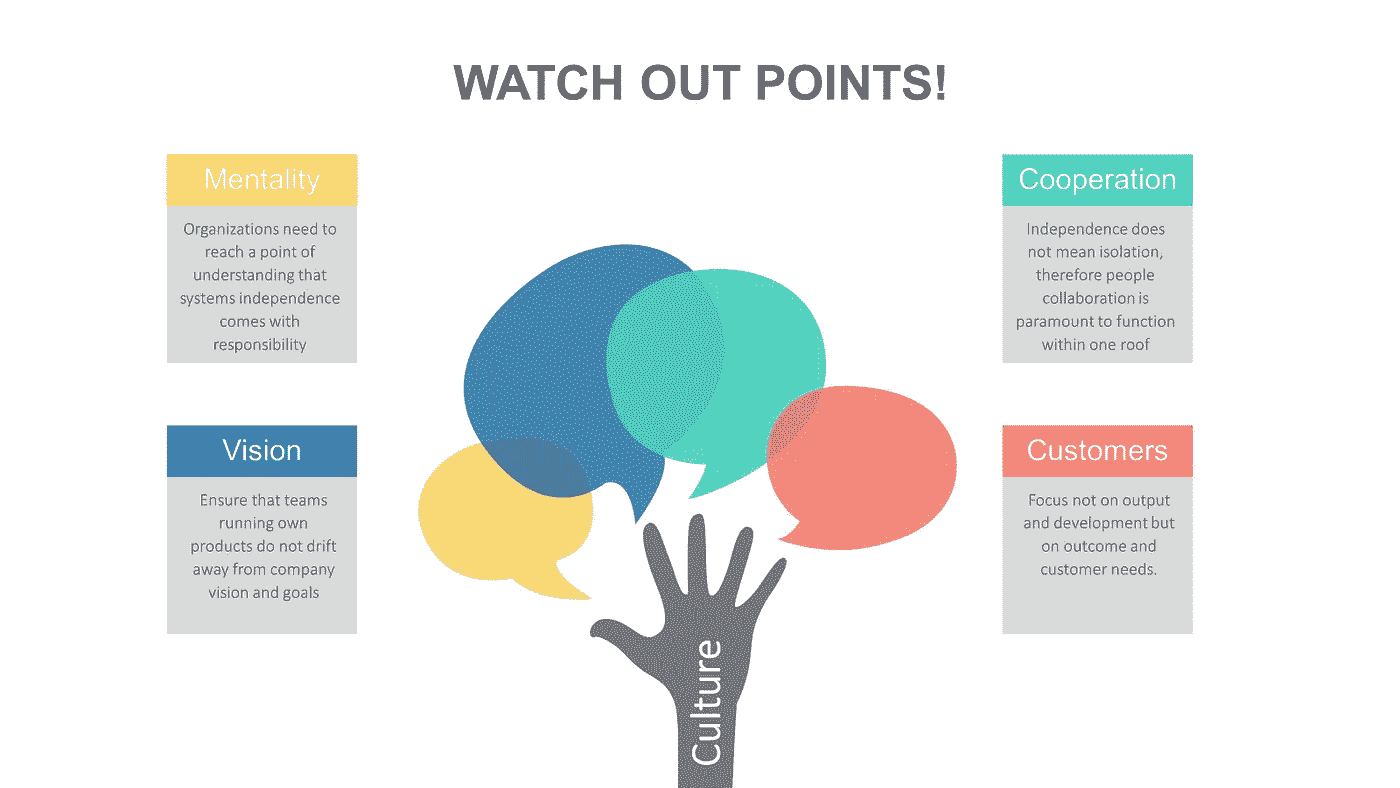 WATCH OUT POINTS!
Mentality
Organizations need to
reach a point of
understanding that
systems independence
comes with
responsibility
Vision
Ensure that teams
running own
products do not drift
away from company
vision and goals
Cooperation
Independence does
not mean isolation,
therefore people
collaboration is
paramount to function
within one roof
Customers
Focus not on output
and development but
on outcome and
customer needs.
Culture